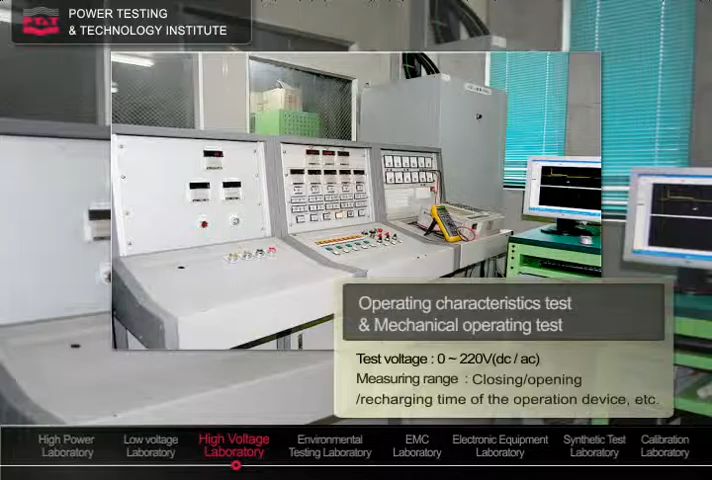 PT&T
POWER TESTING
& TECHNOLOGY INSTITUTE
Operating characteristics test
& Mechanical operating test
Test voltage : 0 ~ 220V(dc / ac)
Measuring range : Closing/opening
/recharging time of the operation device, etc.
High Power
Laboratory
Low voltage
Laboratory
High Voltage
Laboratory
Environmental
Testing Laboratory
EMC
Laboratory
Electronic Equipment
Laboratory
Synthetic Test
Laboratory
Calibration
Laboratory